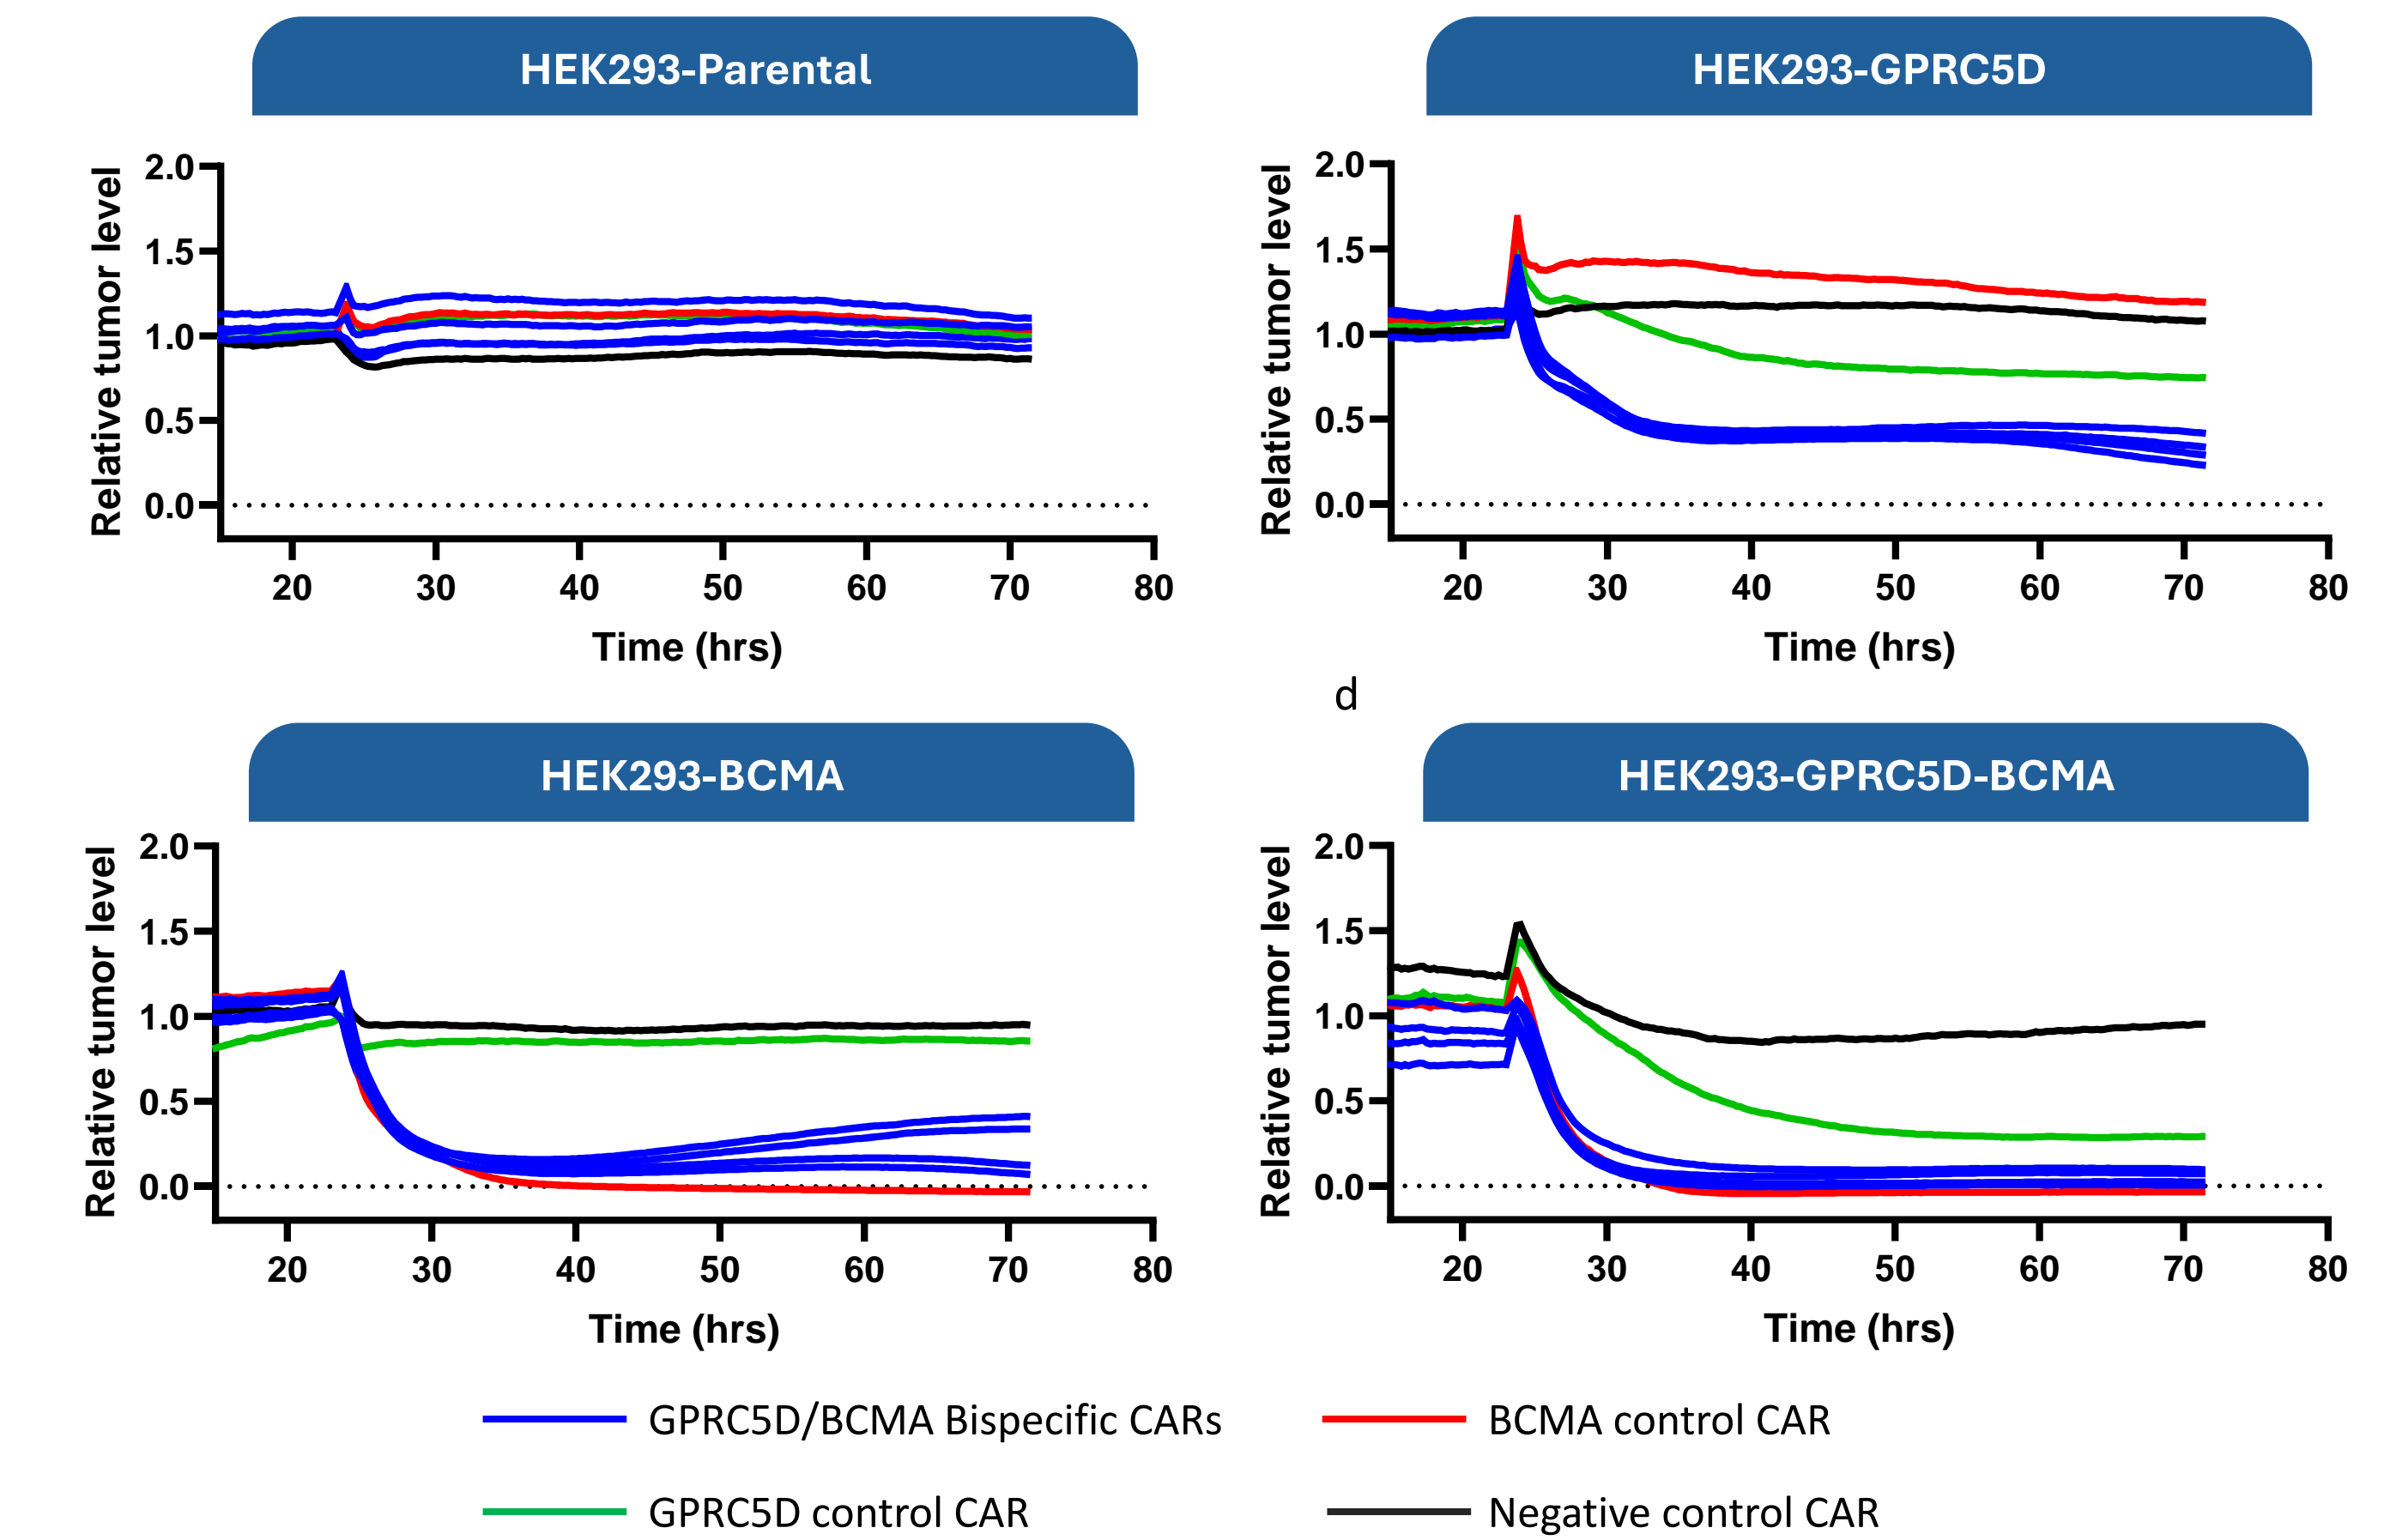 HEK293-Parental
Relative tumor level
2.0
1.5
1.0
0.5
0.0
20 30 40 50 60 70 80
Time (hrs)
HEK293-GPRC5D
Relative tumor level
2.0
1.5
1.0
0.5
0.0
20 30 40 50 60 70 80
Time (hrs)
HEK293-BCMA
Relative tumor level
2.0
1.5
1.0
0.5
0.0
20 30 40 50 60 70 80
Time (hrs)
d
HEK293-GPRC5D-BCMA
Relative tumor level
2.0
1.5
1.0
0.5
0.0
20 30 40 50 60 70 80
Time (hrs)
GPRC5D/BCMA Bispecific CARs
BCMA control CAR
GPRC5D control CAR
Negative control CAR